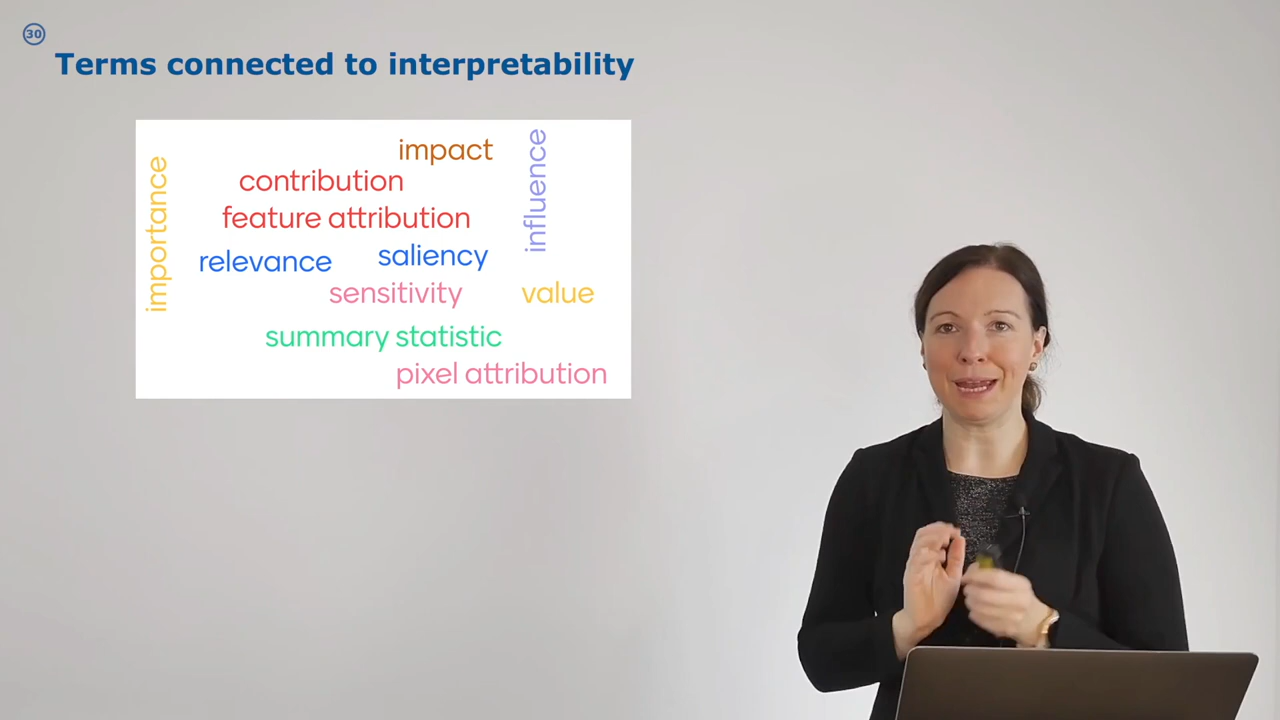 30
Terms connected to interpretability
impact
influence
importance
contribution
feature attribution
relevance
saliency
sensitivity
value
summary statistic
pixel attribution